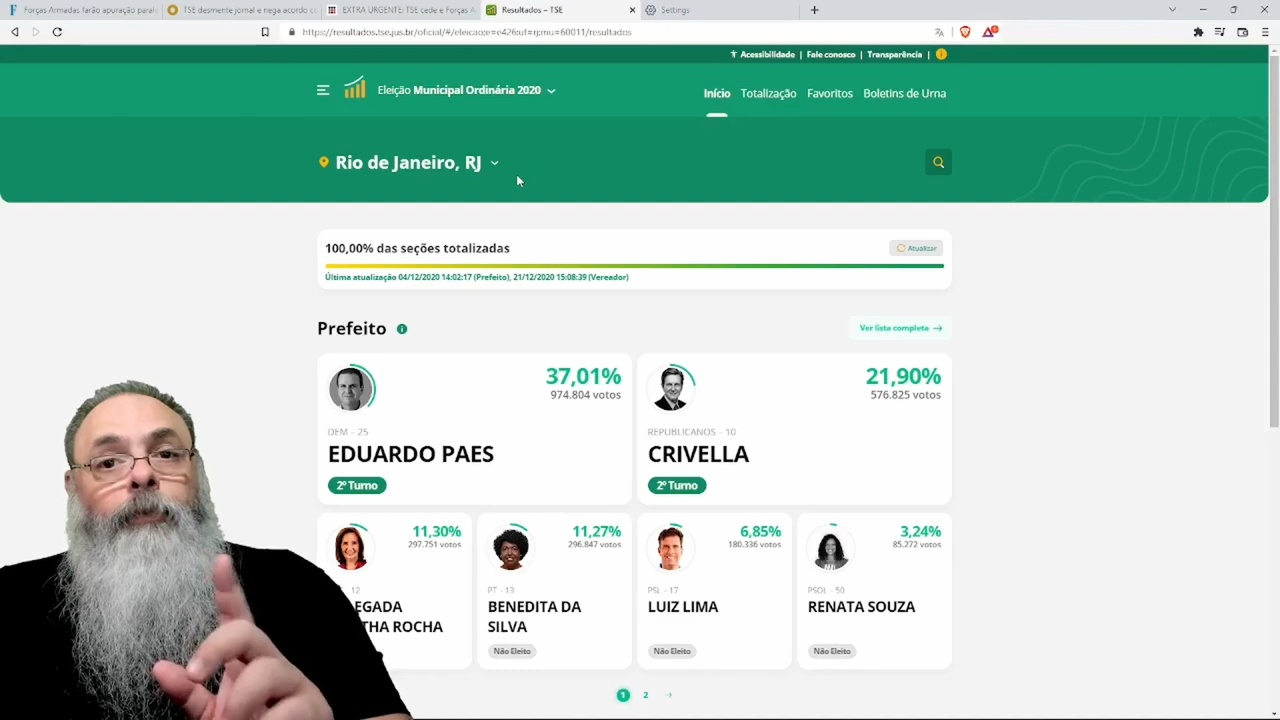 Forças Armadas farão apuração paral
TSE desmente jornal e nega acordo co
EXTRA URGENTE: TSE cede e Forças A
Resultados – TSE
Settings
https://resultados.tse.jus.br/oficial/#/eleicao;e=e426;uf=rj;mu=60011/resultados
Acessibilidade | Fale conosco | Transparência |
Eleição Municipal Ordinária 2020
Início Totalização Favoritos Boletins de Urna
Rio de Janeiro, RJ
100,00% das seções totalizadas
Atualizar
Última atualização 04/12/2020 14:02:17 (Prefeito), 21/12/2020 15:08:39 (Vereador)
Prefeito
Ver lista completa
37,01%
974.804 votos
DEM - 25
EDUARDO PAES
2º Turno
21,90%
576.825 votos
REPUBLICANOS - 10
CRIVELLA
2º Turno
11,30%
297.751 votos
12
EGADA
THA ROCHA
11,27%
296.847 votos
PT - 13
BENEDITA DA
SILVA
Não Eleito
6,85%
180.336 votos
PSL - 17
LUIZ LIMA
Não Eleito
3,24%
85.272 votos
PSOL - 50
RENATA SOUZA
Não Eleito
1 2